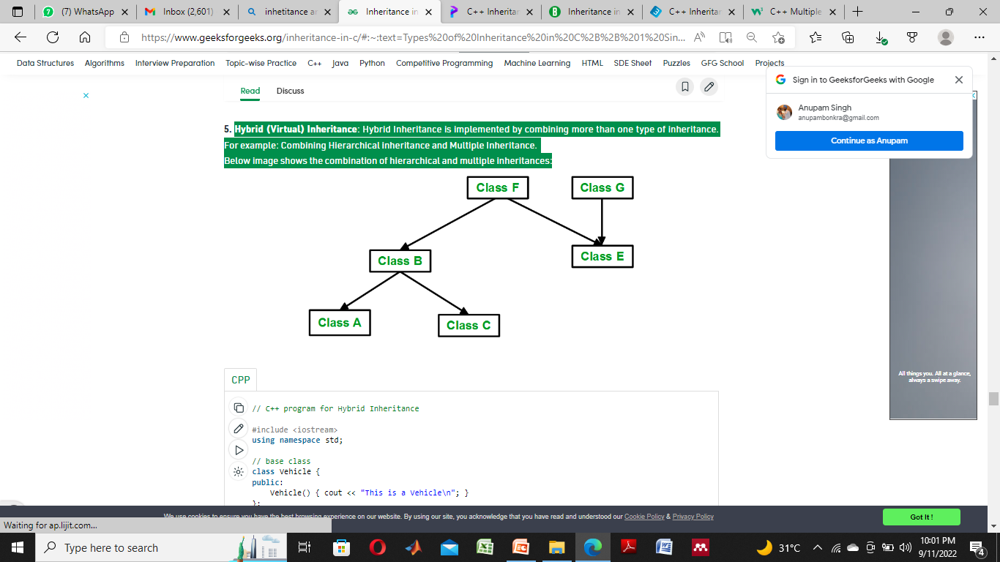 (7) WhatsApp
Inbox (2,601)
inhetitance ar
Inheritance in
C++ Inheritar
Inheritance in
C++ Inheritar
C++ Multiple
https://www.geeksforgeeks.org/inheritance-in-c/#:~:text=Types%20of%20Inheritance%20in%20C%2B%2B%201%20Sin...
Data Structures Algorithms Interview Preparation Topic-wise Practice C++ Java Python Competitive Programming Machine Learning HTML SDE Sheet Puzzles GFG School Projects
Sign in to GeeksforGeeks with Google
Anupam Singh
anupambonkra@gmail.com
Continue as Anupam
Read Discuss
5. Hybrid (Virtual) Inheritance: Hybrid Inheritance is implemented by combining more than one type of inheritance.
For example: Combining Hierarchical inheritance and Multiple Inheritance.
Below image shows the combination of hierarchical and multiple inheritances:
Class F
Class G
Class B
Class E
Class A
Class C
All things you. All at a glance,
always a swipe away.
CPP
// C++ program for Hybrid Inheritance
#include <iostream>
using namespace std;
// base class
class Vehicle {
public:
Vehicle() { cout << "This is a Vehicle\n"; }
};
We use cookies to ensure you have the best browsing experience on our website. By using our site, you acknowledge that you have read and understood our Cookie Policy & Privacy Policy
Got It !
Waiting for ap.lijit.com...
Type here to search
31°C
10:01 PM
9/11/2022
4